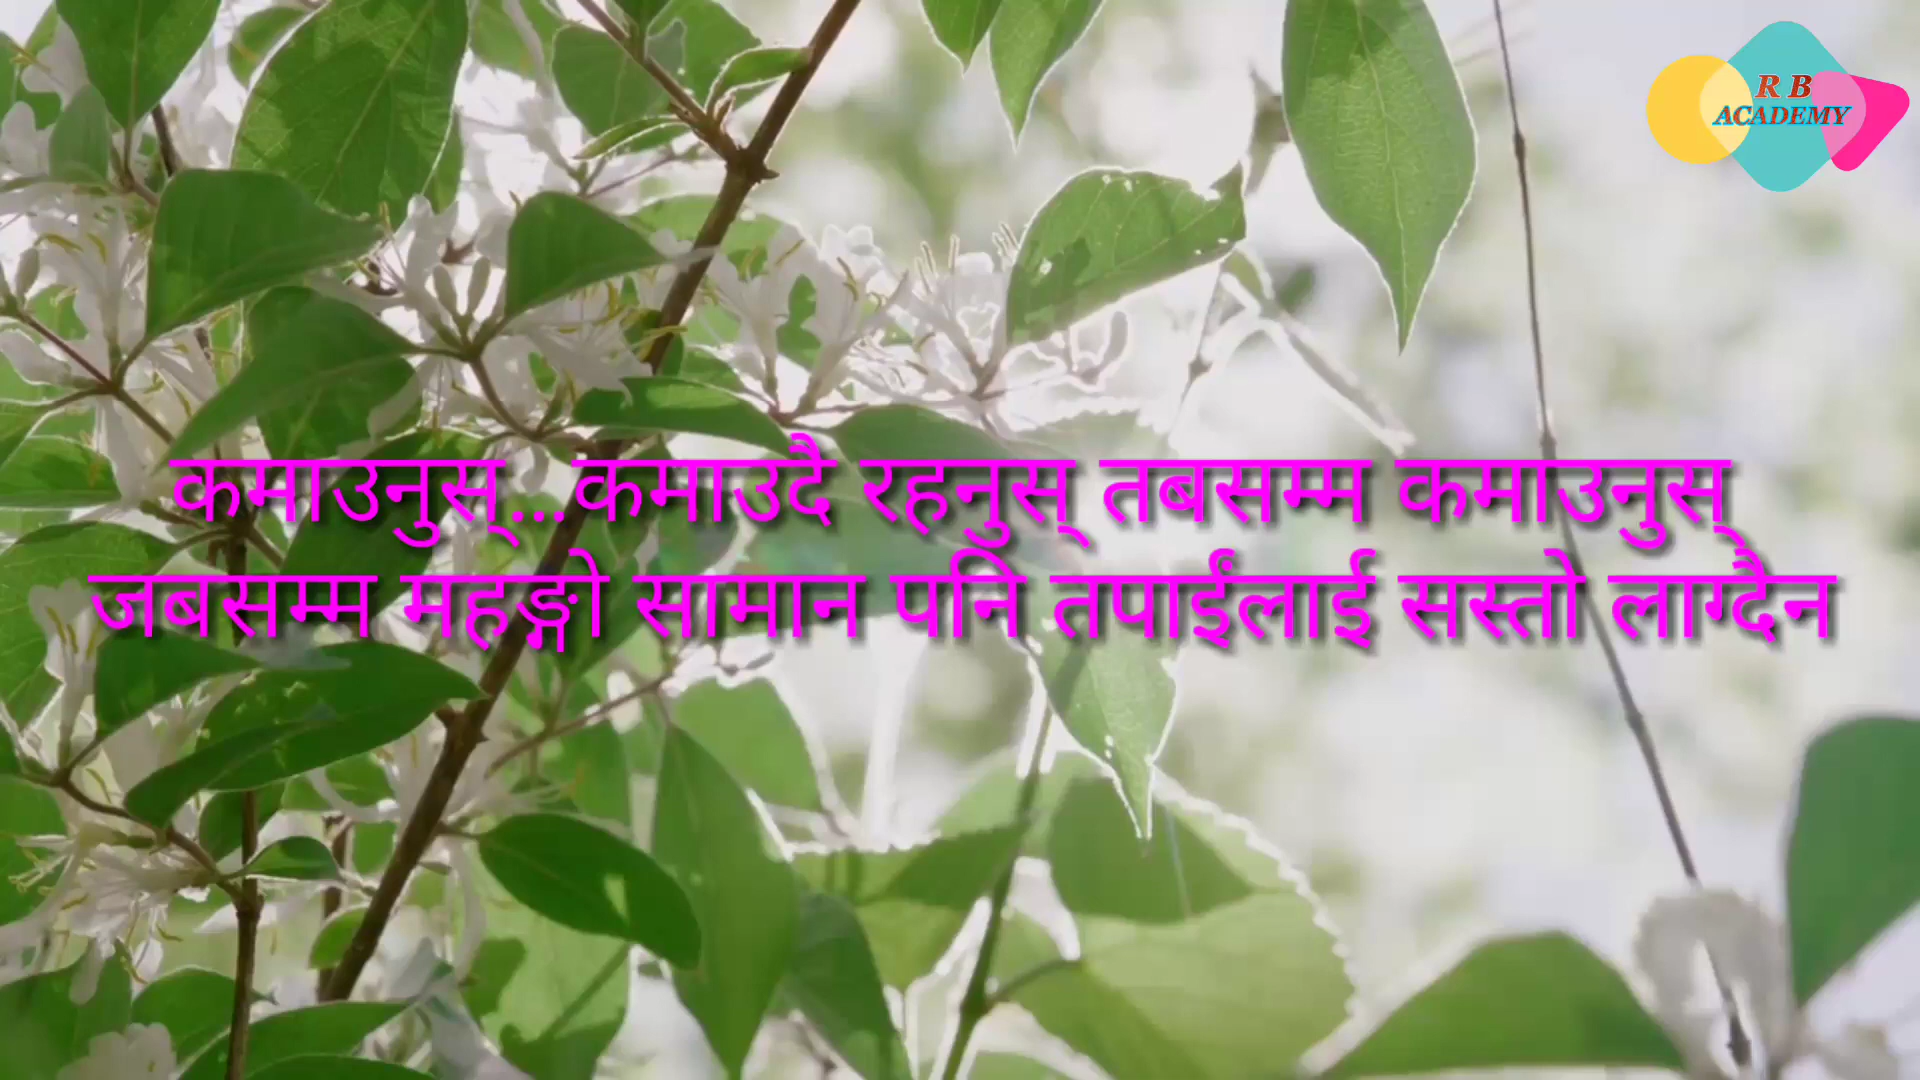 R B
ACADEMY
कमाउनुस्...कमाउदै रहनुस् तबसम्म कमाउनुस्
जबसम्म महङ्गो सामान पनि तपाईंलाई सस्तो लाग्दैन